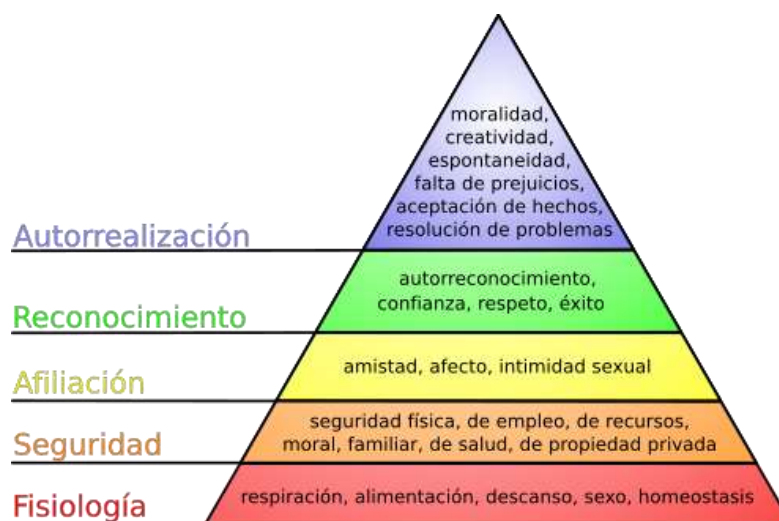 moralidad,
creatividad,
espontaneidad,
falta de prejuicios,
aceptación de hechos,
resolución de problemas
Autorrealización
autorreconocimiento,
confianza, respeto, éxito
Reconocimiento
amistad, afecto, intimidad sexual
Afiliación
seguridad física, de empleo, de recursos,
moral, familiar, de salud, de propiedad privada
Seguridad
respiración, alimentación, descanso, sexo, homeostasis
Fisiología